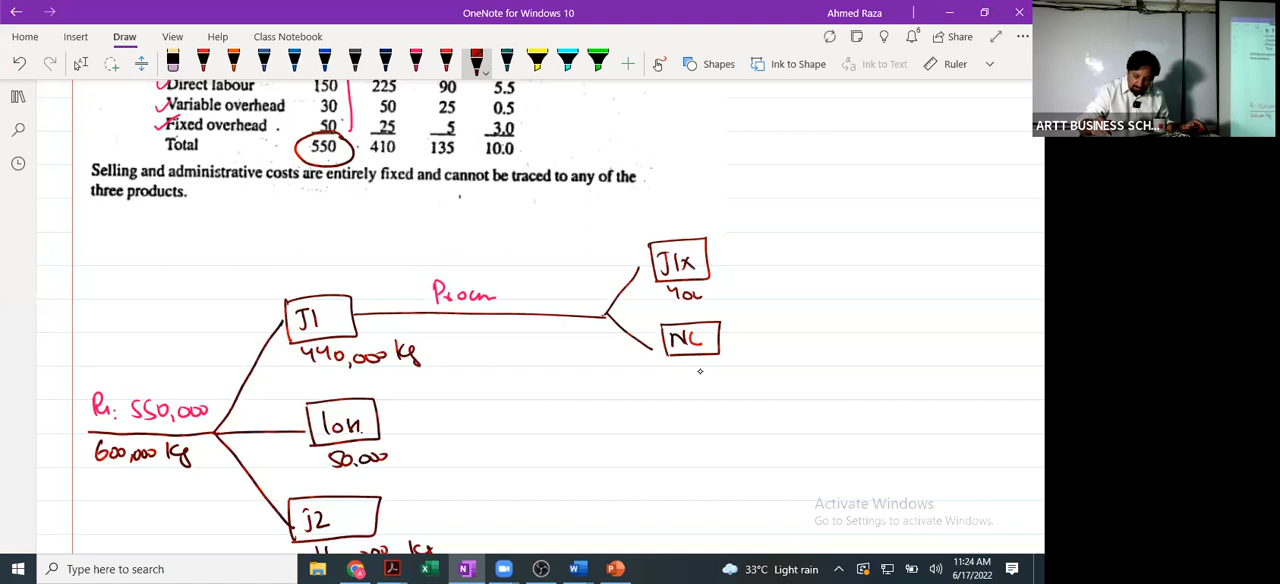 OneNote for Windows 10
Ahmed Raza
Home Insert Draw View Help Class Notebook
Share
Shapes Ink to Shape Ink to Text Ruler
Direct labour 150 225 90 5.5
Variable overhead 30 50 25 0.5
Fixed overhead 50 25 5 3.0
Total 550 410 135 10.0
Selling and administrative costs are entirely fixed and cannot be traced to any of the
three products.
ARTT BUSINESS SCH...
J1x
J1
440,000 Kg
NL
Rs. 550,000
600,000 Kg
50.000
j2
Activate Windows
Go to Settings to activate Windows.
Type here to search
33°C Light rain
11:24 AM
6/17/2022